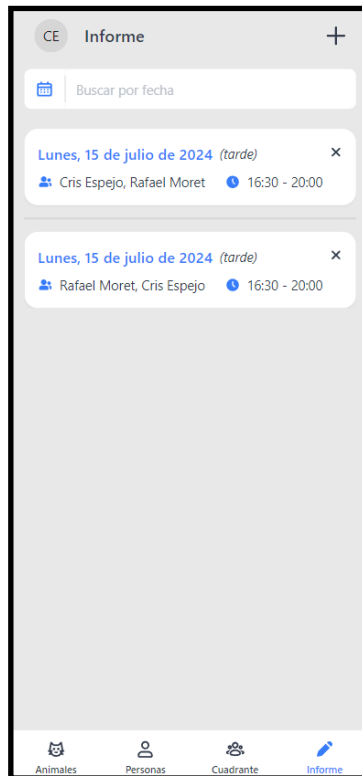 CE Informe
Buscar por fecha
Lunes, 15 de julio de 2024 (tarde)
Cris Espejo, Rafael Moret 16:30 - 20:00
Lunes, 15 de julio de 2024 (tarde)
Rafael Moret, Cris Espejo 16:30 - 20:00
Animales Personas Cuadrante Informe